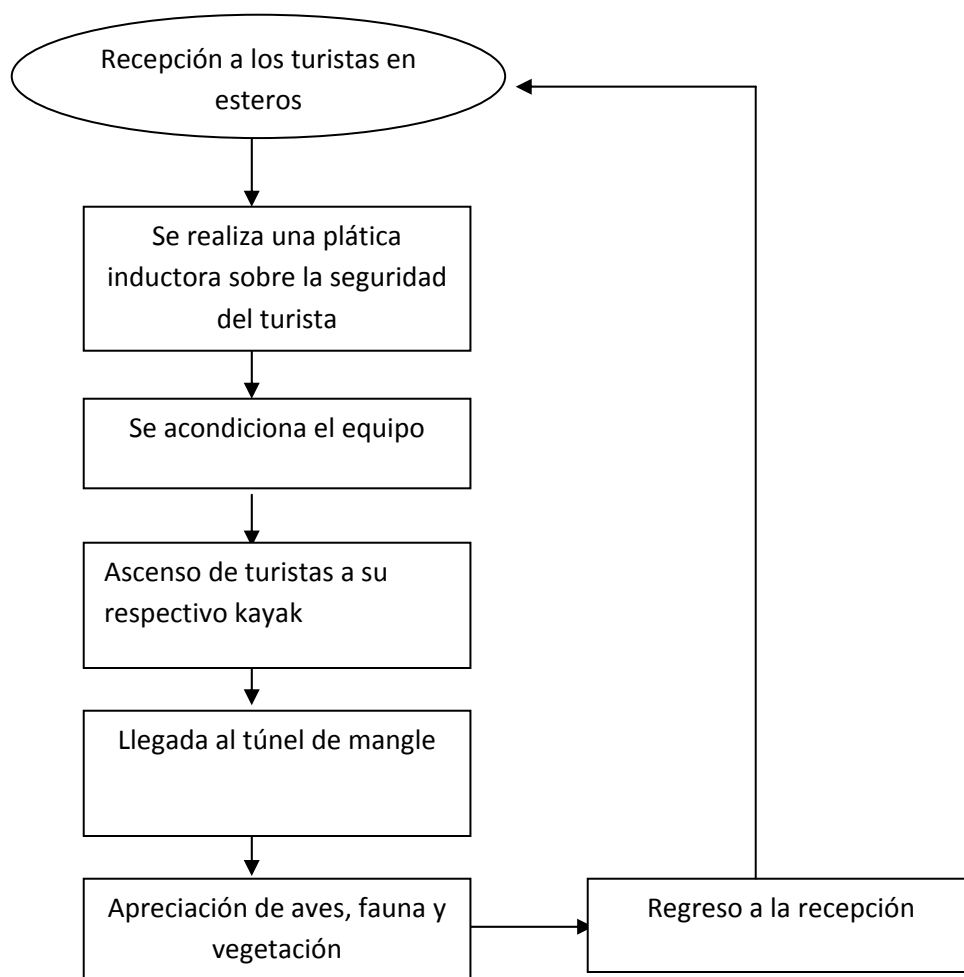 Recepción a los turistas en
esteros
Se realiza una plática
inductora sobre la seguridad
del turista
Se acondiciona el equipo
Ascenso de turistas a su
respectivo kayak
Llegada al túnel de mangle
Apreciación de aves, fauna y
vegetación
Regreso a la recepción